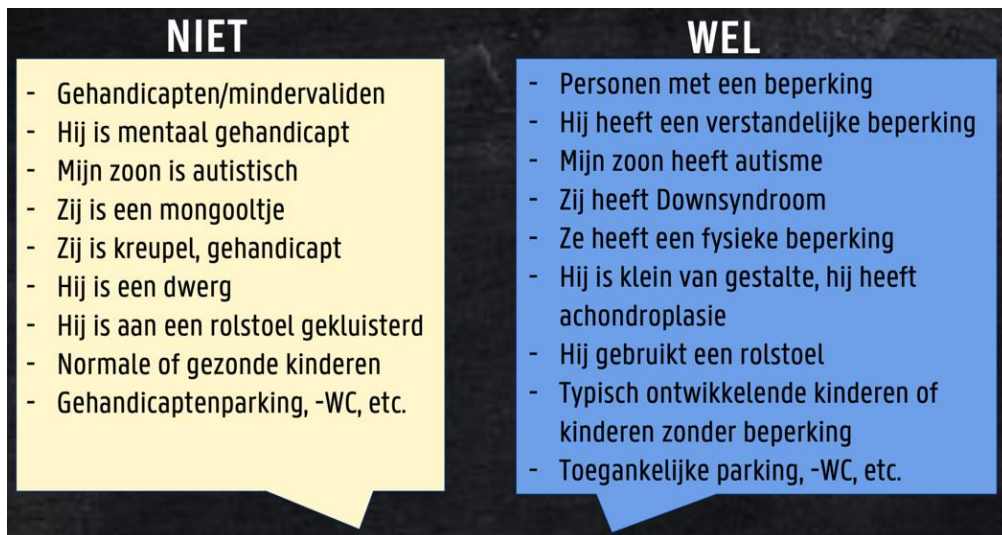 NIET
- Gehandicapten/mindervaliden
- Hij is mentaal gehandicapt
- Mijn zoon is autistisch
- Zij is een mongooltje
- Zij is kreupel, gehandicapt
- Hij is een dwerg
- Hij is aan een rolstoel gekluisterd
- Normale of gezonde kinderen
- Gehandicaptenparking, -WC, etc.
WEL
- Personen met een beperking
- Hij heeft een verstandelijke beperking
- Mijn zoon heeft autisme
- Zij heeft Downsyndroom
- Ze heeft een fysieke beperking
- Hij is klein van gestalte, hij heeft
achondroplasie
- Hij gebruikt een rolstoel
- Typisch ontwikkelende kinderen of
kinderen zonder beperking
- Toegankelijke parking, -WC, etc.